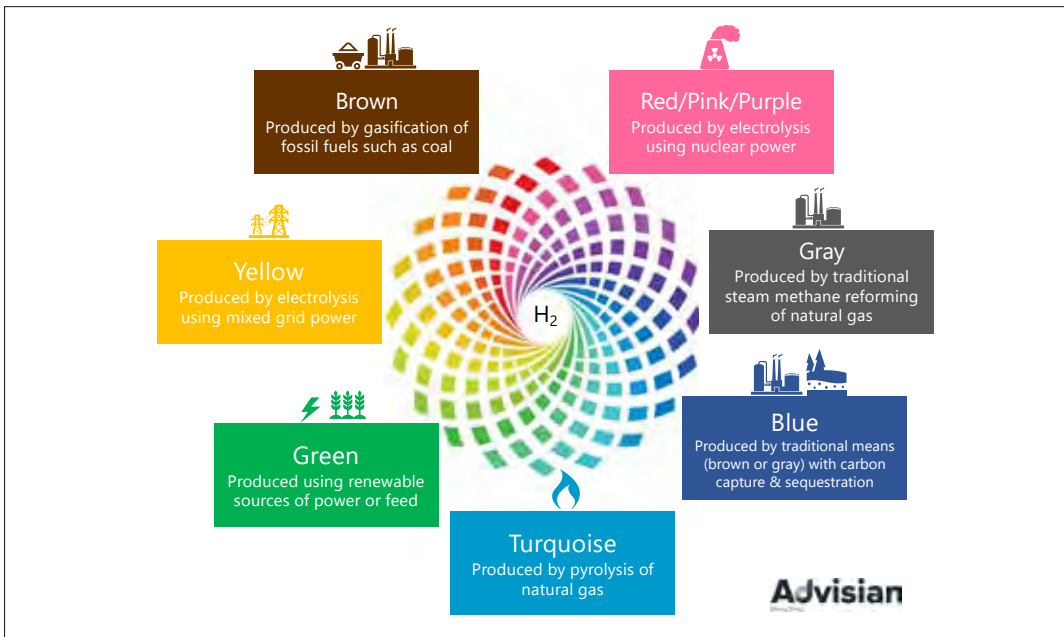 Brown
Produced by gasification of
fossil fuels such as coal
Red/Pink/Purple
Produced by electrolysis
using nuclear power
Yellow
Produced by electrolysis
using mixed grid power
H₂
Gray
Produced by traditional
steam methane reforming
of natural gas
Green
Produced using renewable
sources of power or feed
Blue
Produced by traditional means
(brown or gray) with carbon
capture & sequestration
Turquoise
Produced by pyrolysis of
natural gas
Advisian